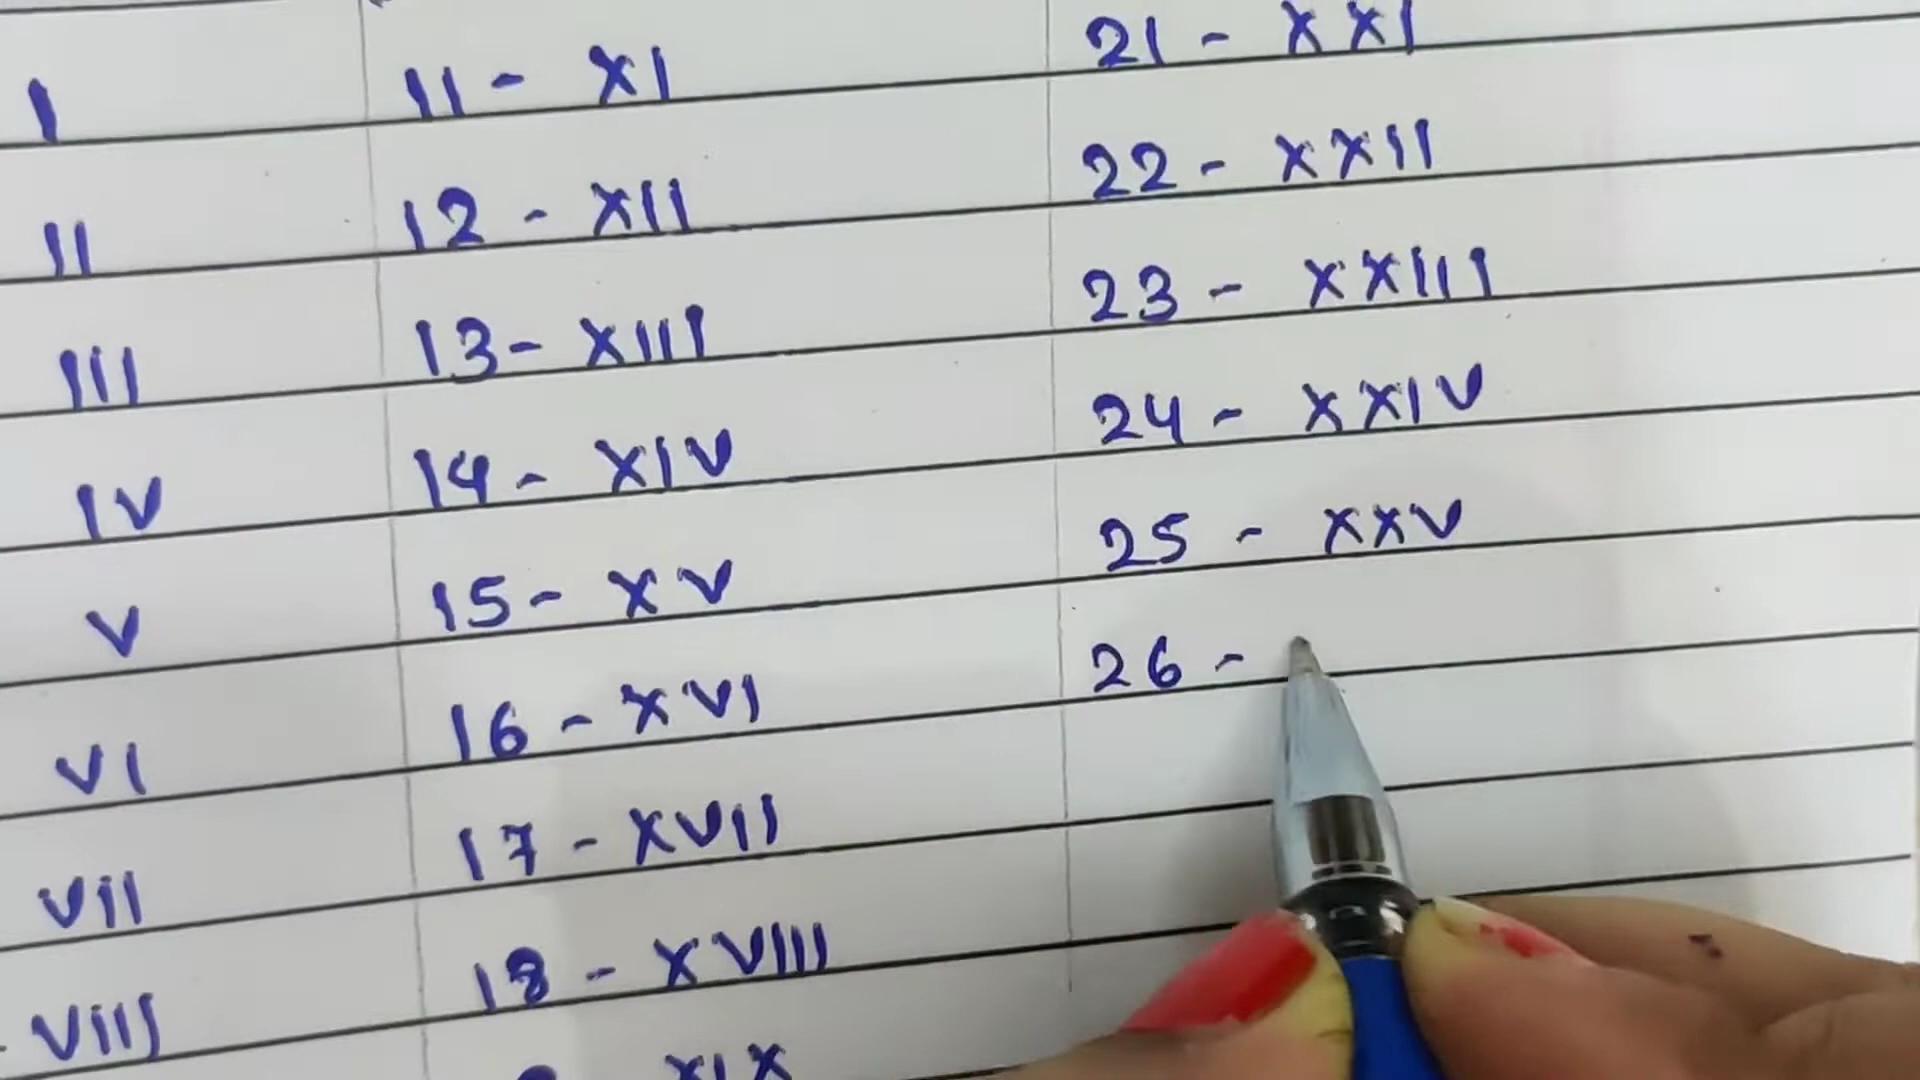 I
II
III
IV
V
VI
VII
VIII
11 - XI
12 - XII
13 - XIII
14 - XIV
15 - XV
16 - XVI
17 - XVII
18 - XVIII
XIX
21 - XXI
22 - XXII
23 - XXIII
24 - XXIV
25 - XXV
26 -